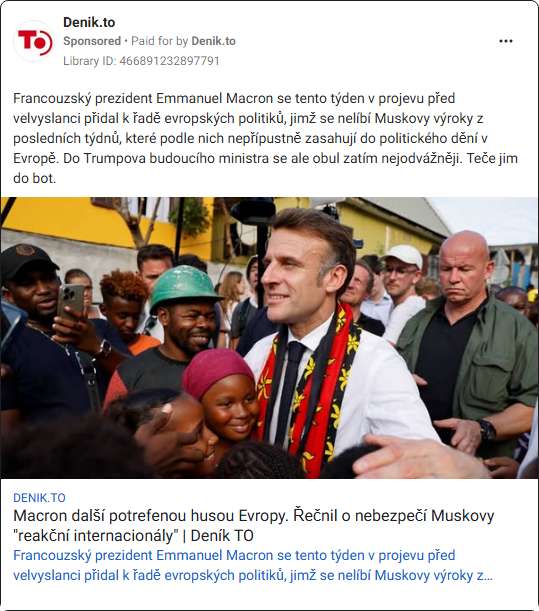 Denik.to
Sponsored • Paid for by Denik.to
TO
Library ID: 466891232897791
Francouzský prezident Emmanuel Macron se tento týden v projevu před
velvyslanci přidal k řadě evropských politiků, jimž se nelíbí Muskovy výroky z
posledních týdnů, které podle nich nepřípustně zasahují do politického dění v
Evropě. Do Trumpova budoucího ministra se ale obul zatím nejodvážněji. Teče jim
do bot.
DENIK.TO
Macron další potrefenou husou Evropy. Řečnil o nebezpečí Muskovy
"reakční internacionály" | Deník TO
Francouzský prezident Emmanuel Macron se tento týden v projevu před
velvyslanci přidal k řadě evropských politiků, jimž se nelíbí Muskovy výroky z...